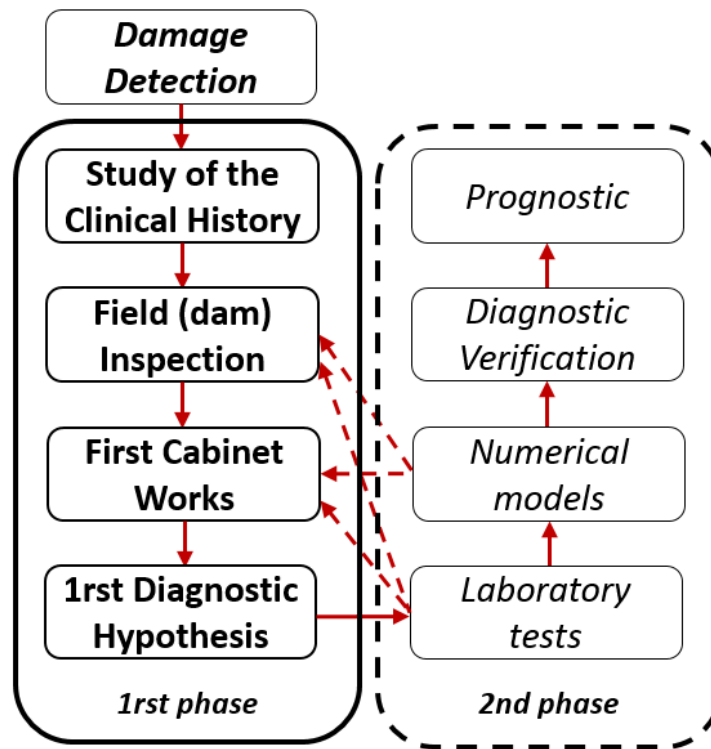 Damage
Detection
Study of the
Clinical History
Field (dam)
Inspection
First Cabinet
Works
1rst Diagnostic
Hypothesis
1rst phase
Prognostic
Diagnostic
Verification
Numerical
models
Laboratory
tests
2nd phase